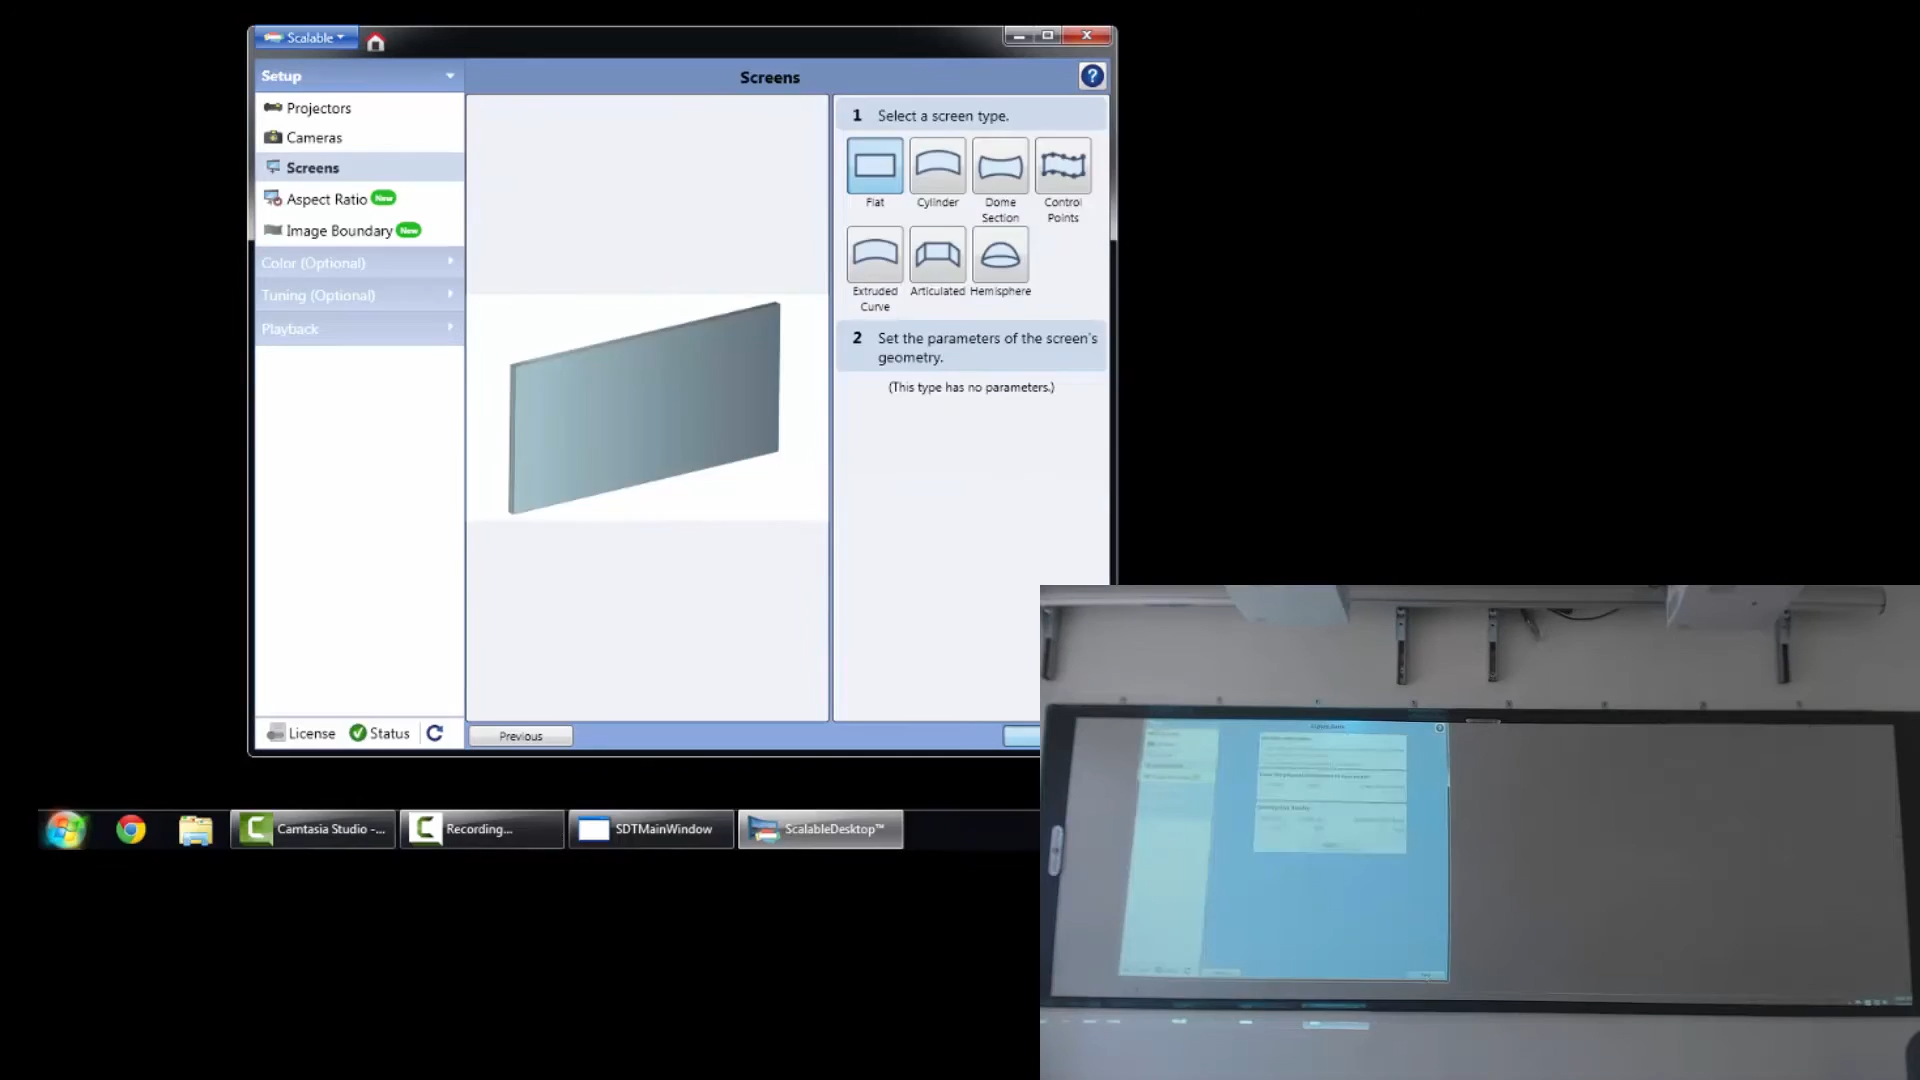 Scalable
Setup
Screens
?
Projectors
Cameras
Screens
Aspect Ratio New
Image Boundary New
Color (Optional)
Tuning (Optional)
Playback
1 Select a screen type.
Flat
Cylinder
Dome
Section
Control
Points
Extruded
Curve
Articulated
Hemisphere
2 Set the parameters of the screen's
geometry.
(This type has no parameters.)
License
Status
Previous
Camtasia Studio -...
Recording...
SDTMainWindow
ScalableDesktop™